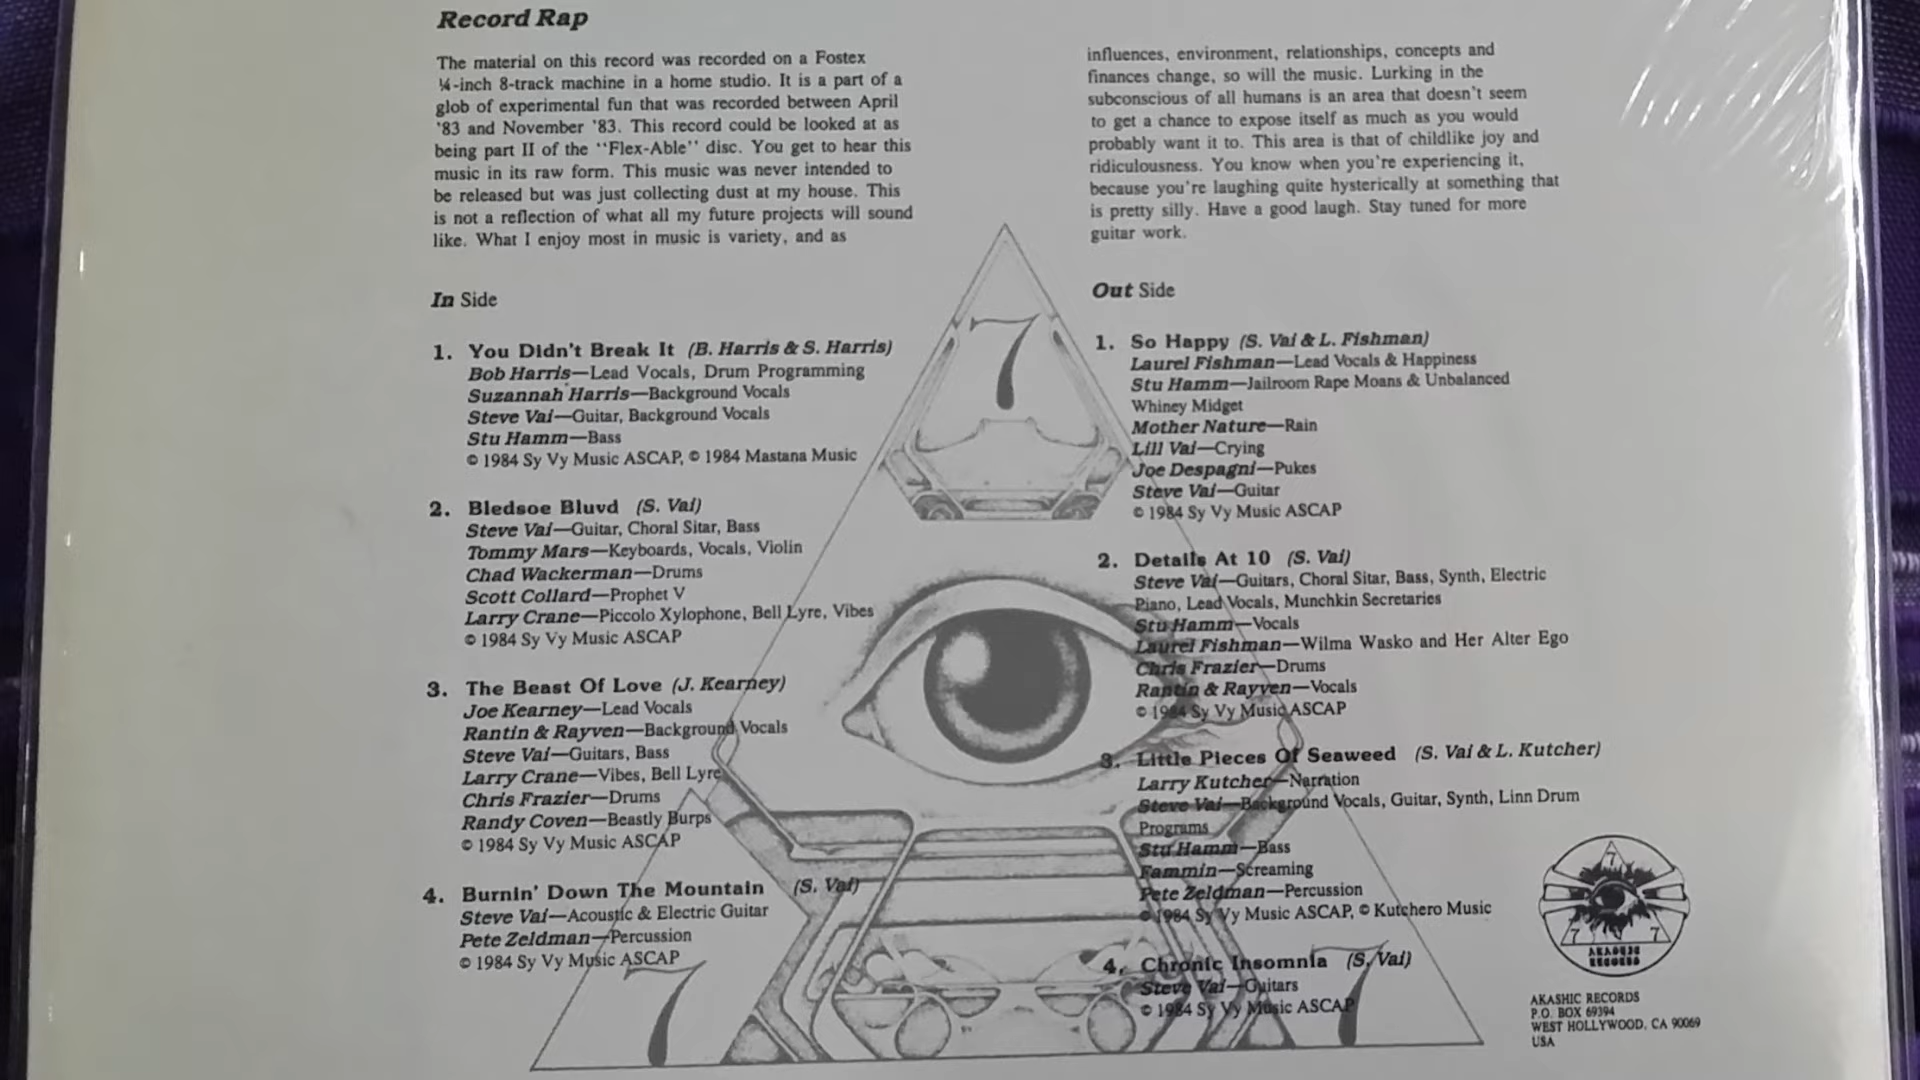 Record Rap
The material on this record was recorded on a Fostex
¼-inch 8-track machine in a home studio. It is a part of a
glob of experimental fun that was recorded between April
'83 and November '83. This record could be looked at as
being part II of the "Flex-Able" disc. You get to hear this
music in its raw form. This music was never intended to
be released but was just collecting dust at my house. This
is not a reflection of what all my future projects will sound
like. What I enjoy most in music is variety, and as
influences, environment, relationships, concepts and
finances change, so will the music. Lurking in the
subconscious of all humans is an area that doesn't seem
to get a chance to expose itself as much as you would
probably want it to. This area is that of childlike joy and
ridiculousness. You know when you're experiencing it,
because you're laughing quite hysterically at something that
is pretty silly. Have a good laugh. Stay tuned for more
guitar work.
In Side
1. You Didn't Break It (B. Harris & S. Harris)
Bob Harris—Lead Vocals, Drum Programming
Suzannah Harris—Background Vocals
Steve Vai—Guitar, Background Vocals
Stu Hamm—Bass
© 1984 Sy Vy Music ASCAP, © 1984 Mastana Music
2. Bledsoe Bluvd (S. Vai)
Steve Vai—Guitar, Choral Sitar, Bass
Tommy Mars—Keyboards, Vocals, Violin
Chad Wackerman—Drums
Scott Collard—Prophet V
Larry Crane—Piccolo Xylophone, Bell Lyre, Vibes
© 1984 Sy Vy Music ASCAP
3. The Beast Of Love (J. Kearney)
Joe Kearney—Lead Vocals
Rantin & Rayven—Background Vocals
Steve Vai—Guitars, Bass
Larry Crane—Vibes, Bell Lyre
Chris Frazier—Drums
Randy Coven—Beastly Burps
© 1984 Sy Vy Music ASCAP
4. Burnin' Down The Mountain (S. Vai)
Steve Vai—Acoustic & Electric Guitar
Pete Zeldman—Percussion
© 1984 Sy Vy Music ASCAP
Out Side
1. So Happy (S. Vai & L. Fishman)
Laurel Fishman—Lead Vocals & Happiness
Stu Hamm—Jailroom Rape Moans & Unbalanced
Whiney Midget
Mother Nature—Rain
Lill Vai—Crying
Joe Despagni—Pukes
Steve Vai—Guitar
© 1984 Sy Vy Music ASCAP
2. Details At 10 (S. Vai)
Steve Vai—Guitars, Choral Sitar, Bass, Synth, Electric
Piano, Lead Vocals, Munchkin Secretaries
Stu Hamm—Vocals
Laurel Fishman—Wilma Wasko and Her Alter Ego
Chris Frazier—Drums
Rantin & Rayven—Vocals
© 1984 Sy Vy Music ASCAP
3. Little Pieces Of Seaweed (S. Vai & L. Kutcher)
Larry Kutcher—Narration
Steve Vai—Background Vocals, Guitar, Synth, Linn Drum
Programs
Stu Hamm—Bass
Fammin—Screaming
Pete Zeldman—Percussion
© 1984 Sy Vy Music ASCAP, © Kutchero Music
4. Chronic Insomnia (S. Vai)
Steve Vai—Guitars
© 1984 Sy Vy Music ASCAP
7
7
7
7
7 7
AKASHIC
RECORDS
AKASHIC RECORDS
P.O. BOX 69394
WEST HOLLYWOOD, CA 90069
USA